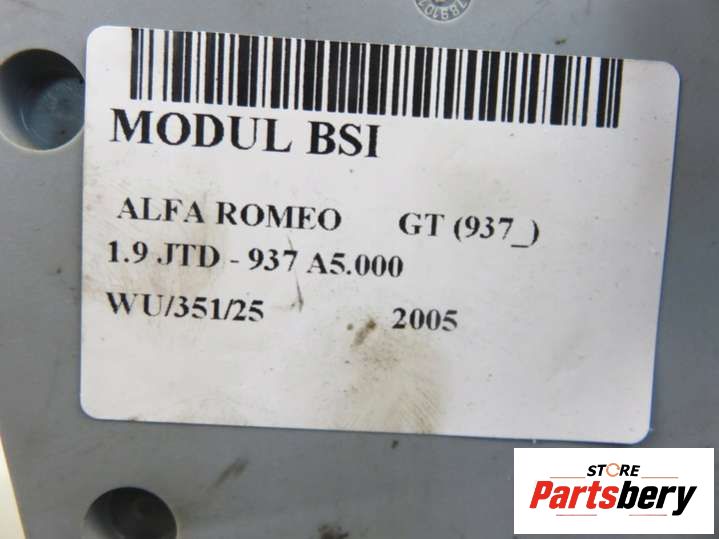 MODUL BSI
ALFA ROMEO GT (937_)
1.9 JTD - 937 A5.000
WU/351/25 2005
STORE
Partsbery